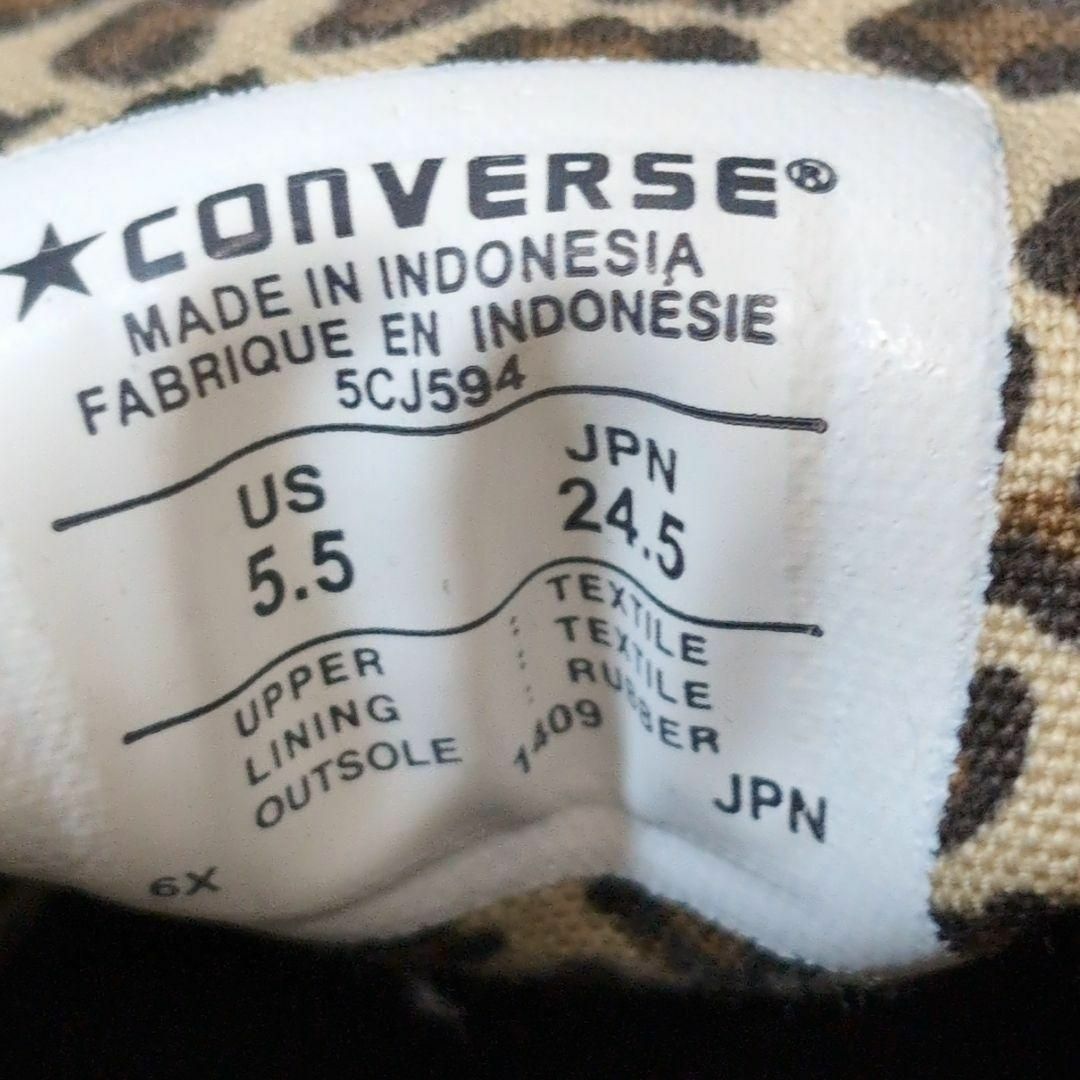 ★CONVERSE®
MADE IN INDONESIA
FABRIQUE EN INDONÉSIE
5CJ594
US JPN
5.5 24.5
UPPER : TEXTILE
LINING : TEXTILE
OUTSOLE : RUBBER
1409
JPN
6X